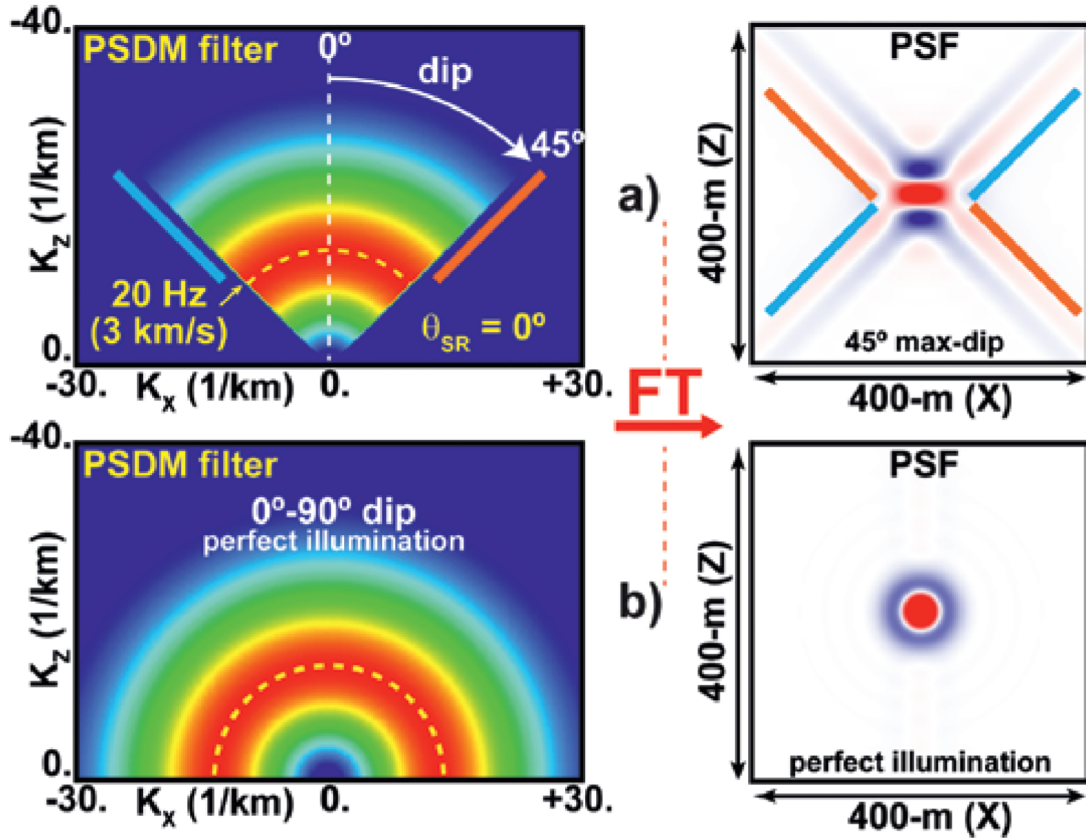 -40.
PSDM filter
0º
dip
45º
K_z (1/km)
20 Hz
(3 km/s)
θ_SR = 0º
0.
-30.
K_x (1/km)
0.
+30.
a)
PSF
400-m (Z)
45º max-dip
400-m (X)
FT
-40.
PSDM filter
0º-90º dip
perfect illumination
K_z (1/km)
0.
-30.
K_x (1/km)
0.
+30.
b)
PSF
400-m (Z)
perfect illumination
400-m (X)